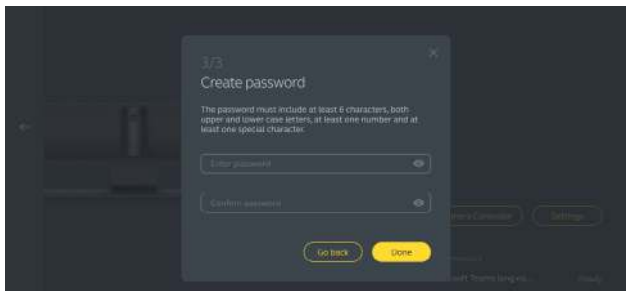 3/3
Create password
The password must include at least 6 characters, both
upper and lower case letters, at least one number and at
least one special character.
Enter password
Confirm password
Go back
Done
Settings